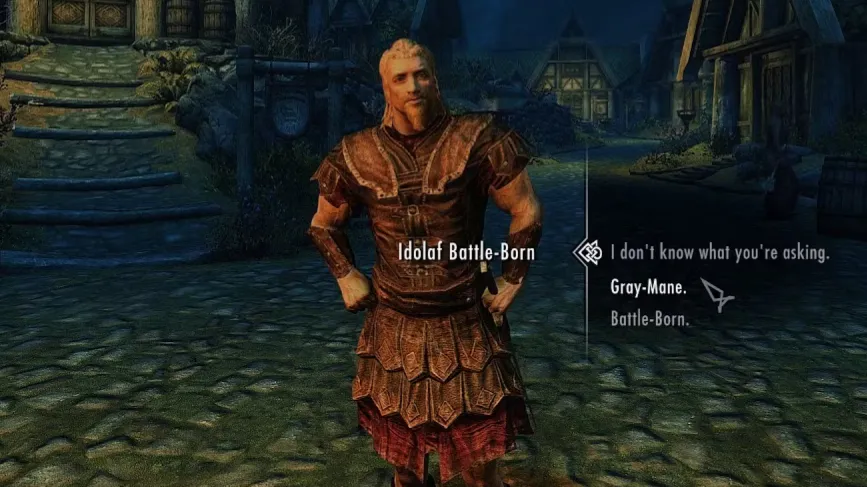 Idolaf Battle-Born
I don't know what you're asking.
Gray-Mane.
Battle-Born.